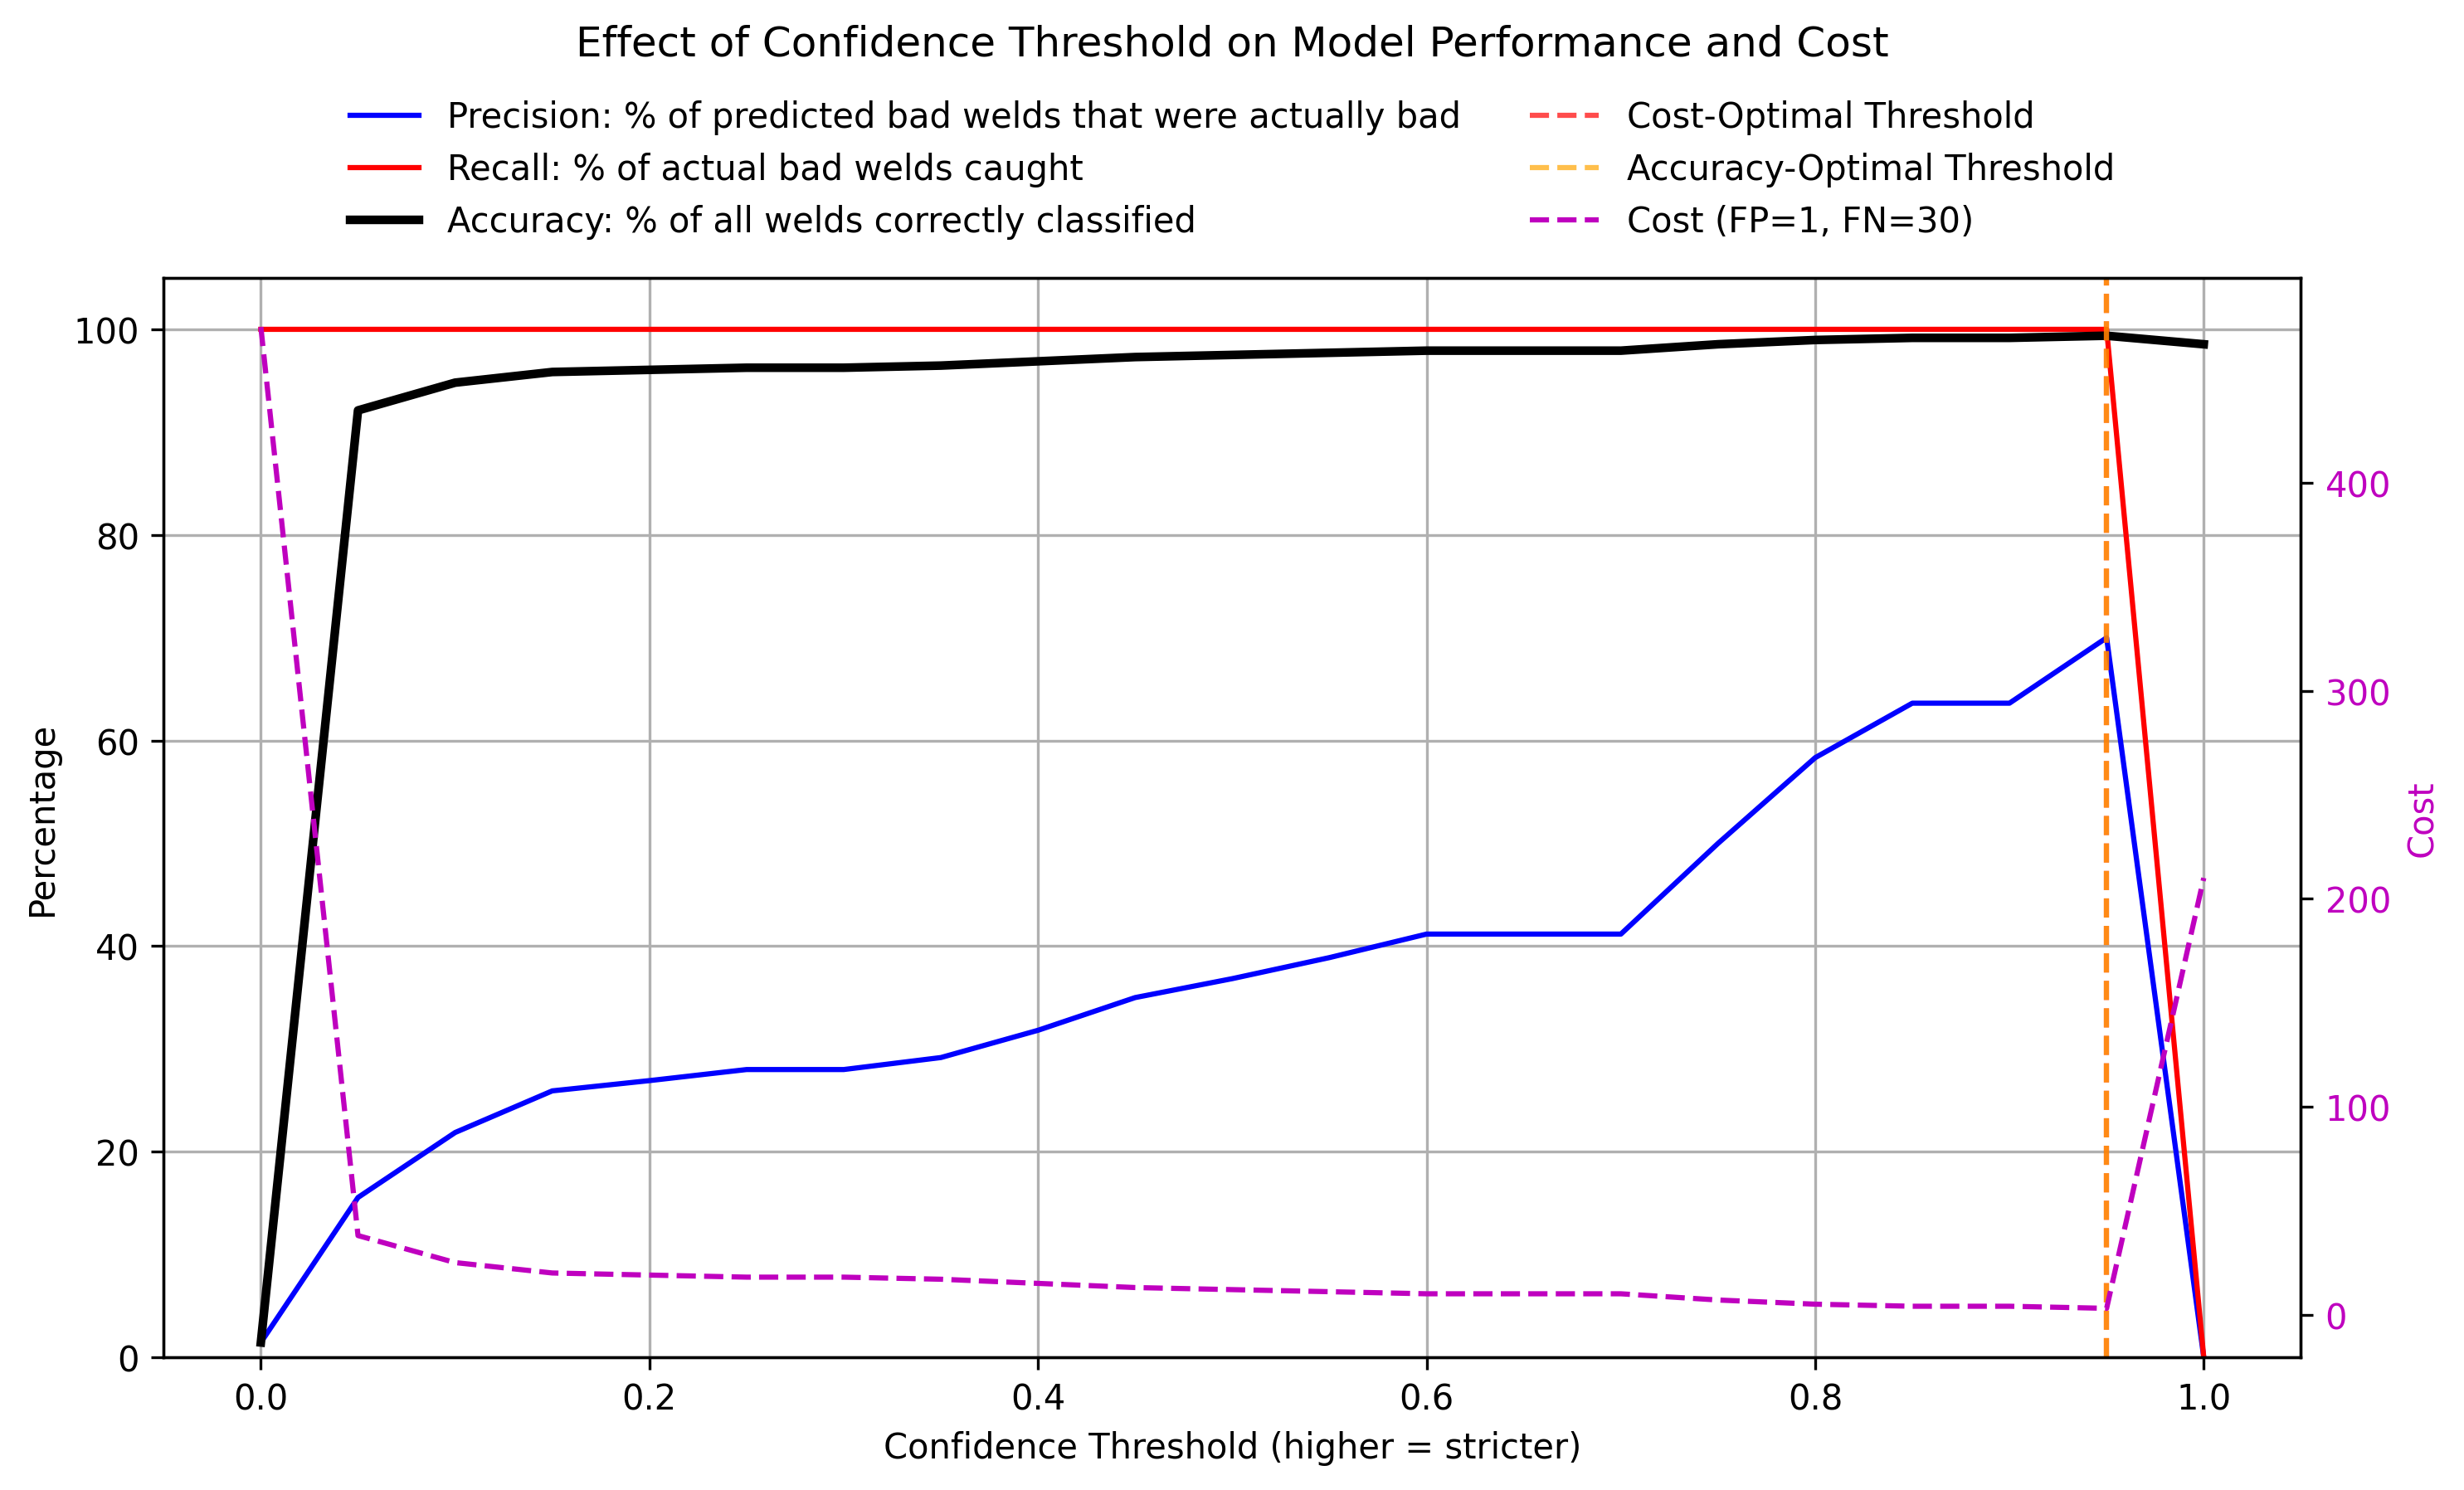 Effect of Confidence Threshold on Model Performance and Cost
Precision: % of predicted bad welds that were actually bad
Recall: % of actual bad welds caught
Accuracy: % of all welds correctly classified
Cost-Optimal Threshold
Accuracy-Optimal Threshold
Cost (FP=1, FN=30)
Percentage
100
80
60
40
20
0
0.0
0.2
0.4
0.6
0.8
1.0
Confidence Threshold (higher = stricter)
400
300
200
100
0
Cost